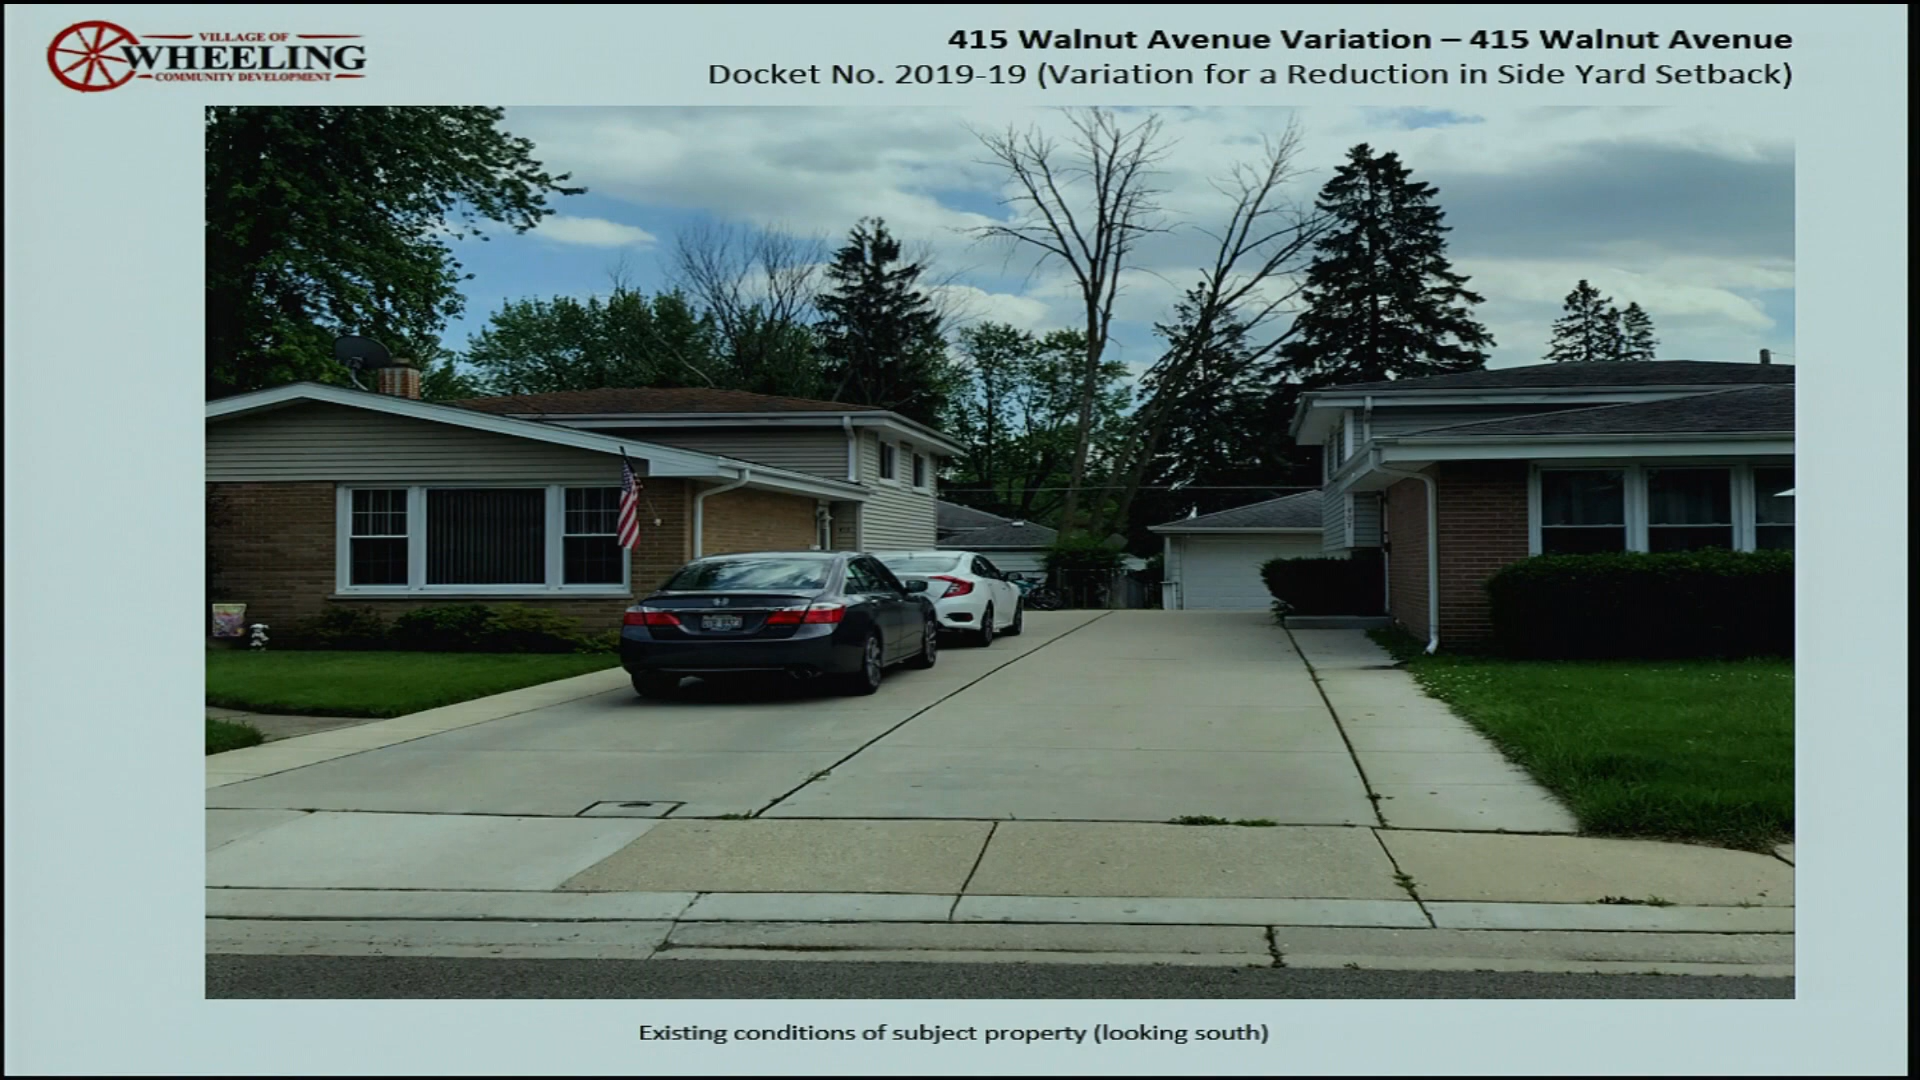 VILLAGE OF
WHEELING
COMMUNITY DEVELOPMENT
415 Walnut Avenue Variation – 415 Walnut Avenue
Docket No. 2019-19 (Variation for a Reduction in Side Yard Setback)
Existing conditions of subject property (looking south)